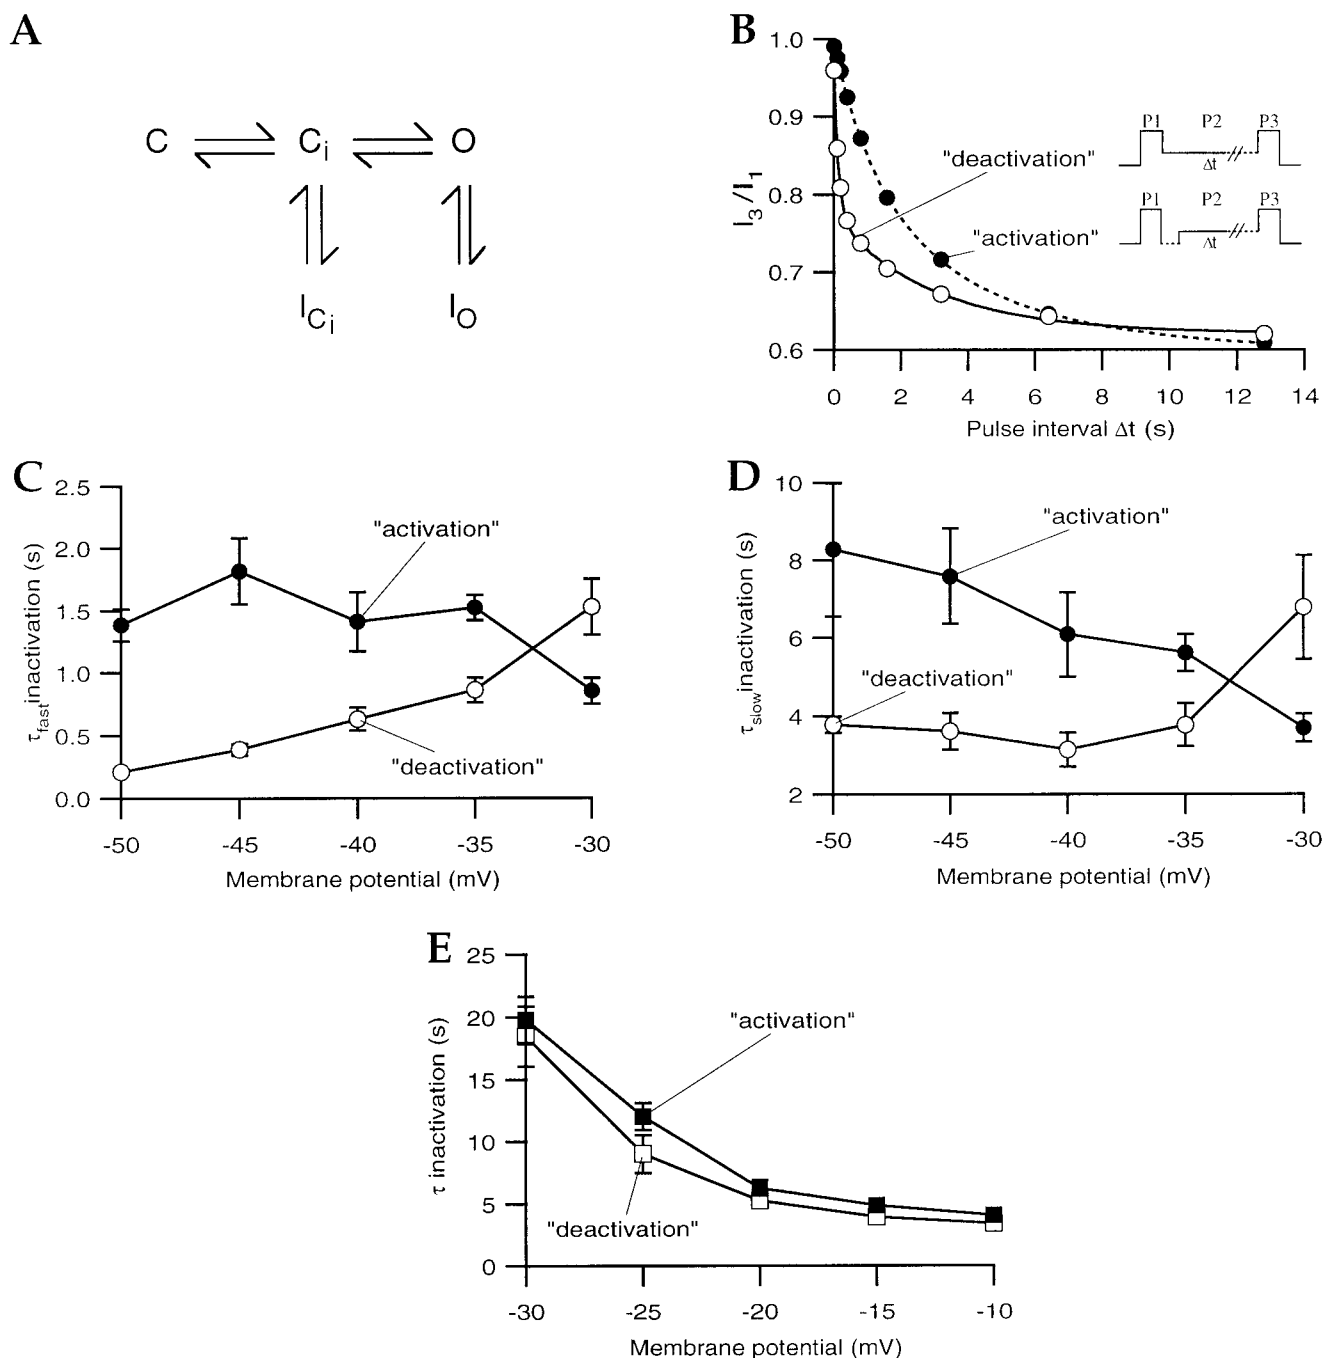 A
C Ci O
ICi IO
B
1.0
0.9
0.8
0.7
0.6
I3/I1
"deactivation"
"activation"
P1 P2 P3
Δt
P1 P2 P3
Δt
0 2 4 6 8 10 12 14
Pulse interval Δt (s)
C
2.5
2.0
1.5
1.0
0.5
0.0
τfast inactivation (s)
"activation"
"deactivation"
-50 -45 -40 -35 -30
Membrane potential (mV)
D
10
8
6
4
2
τslow inactivation (s)
"activation"
"deactivation"
-50 -45 -40 -35 -30
Membrane potential (mV)
E
25
20
15
10
5
0
τ inactivation (s)
"activation"
"deactivation"
-30 -25 -20 -15 -10
Membrane potential (mV)